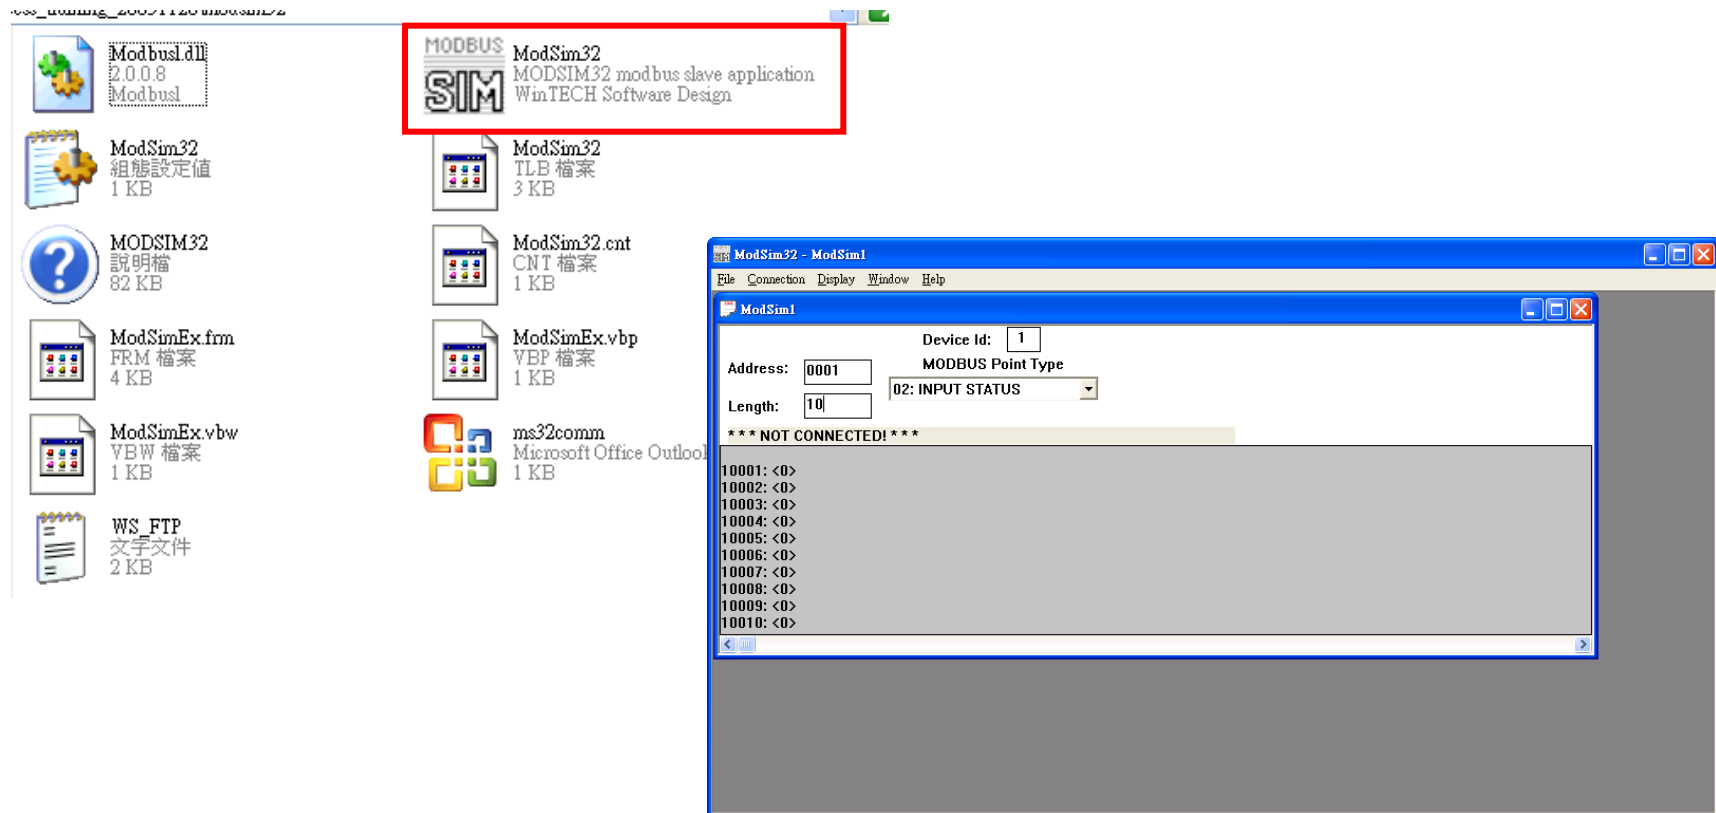 Modbusl.dll
2.0.0.8
Modbusl
MODBUS
SIM
ModSim32
MODSIM32 modbus slave application
WinTECH Software Design
ModSim32
組態設定值
1 KB
ModSim32
TLB 檔案
3 KB
MODSIM32
說明檔
82 KB
ModSim32.cnt
CNT 檔案
1 KB
ModSimEx.frm
FRM 檔案
4 KB
ModSimEx.vbp
VBP 檔案
1 KB
ModSimEx.vbw
VBW 檔案
1 KB
ms32comm
Microsoft Office Outlook
1 KB
WS_FTP
文字文件
2 KB
ModSim32 - ModSim1
File Connection Display Window Help
ModSim1
Device Id: 1
Address: 0001
MODBUS Point Type
02: INPUT STATUS
Length: 10
* * * NOT CONNECTED! * * *
10001: <0>
10002: <0>
10003: <0>
10004: <0>
10005: <0>
10006: <0>
10007: <0>
10008: <0>
10009: <0>
10010: <0>